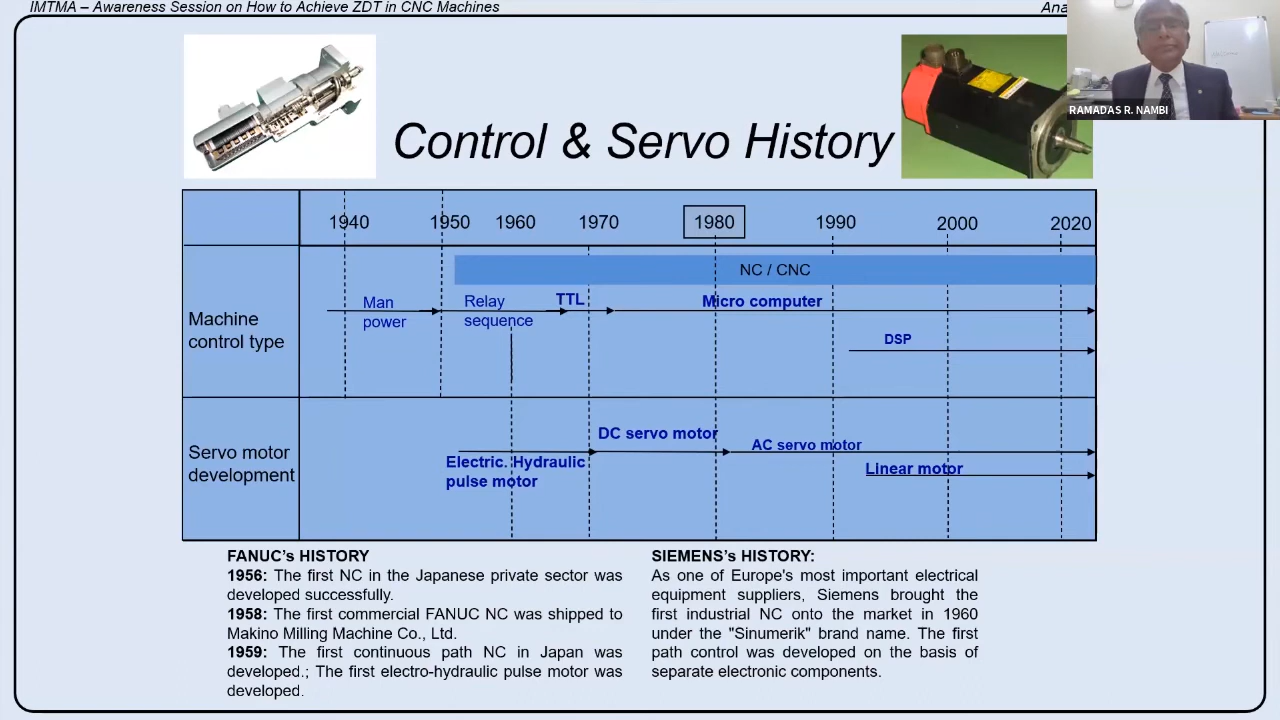 IMTMA – Awareness Session on How to Achieve ZDT in CNC Machines
Ana
RAMADAS R. NAMBI
Control & Servo History
1940 1950 1960 1970 1980 1990 2000 2020
NC / CNC
Machine
control type
Man
power
Relay
sequence
TTL
Micro computer
DSP
Servo motor
development
Electric. Hydraulic
pulse motor
DC servo motor
AC servo motor
Linear motor
FANUC's HISTORY
1956: The first NC in the Japanese private sector was
developed successfully.
1958: The first commercial FANUC NC was shipped to
Makino Milling Machine Co., Ltd.
1959: The first continuous path NC in Japan was
developed.; The first electro-hydraulic pulse motor was
developed.
SIEMENS's HISTORY:
As one of Europe's most important electrical
equipment suppliers, Siemens brought the
first industrial NC onto the market in 1960
under the "Sinumerik" brand name. The first
path control was developed on the basis of
separate electronic components.